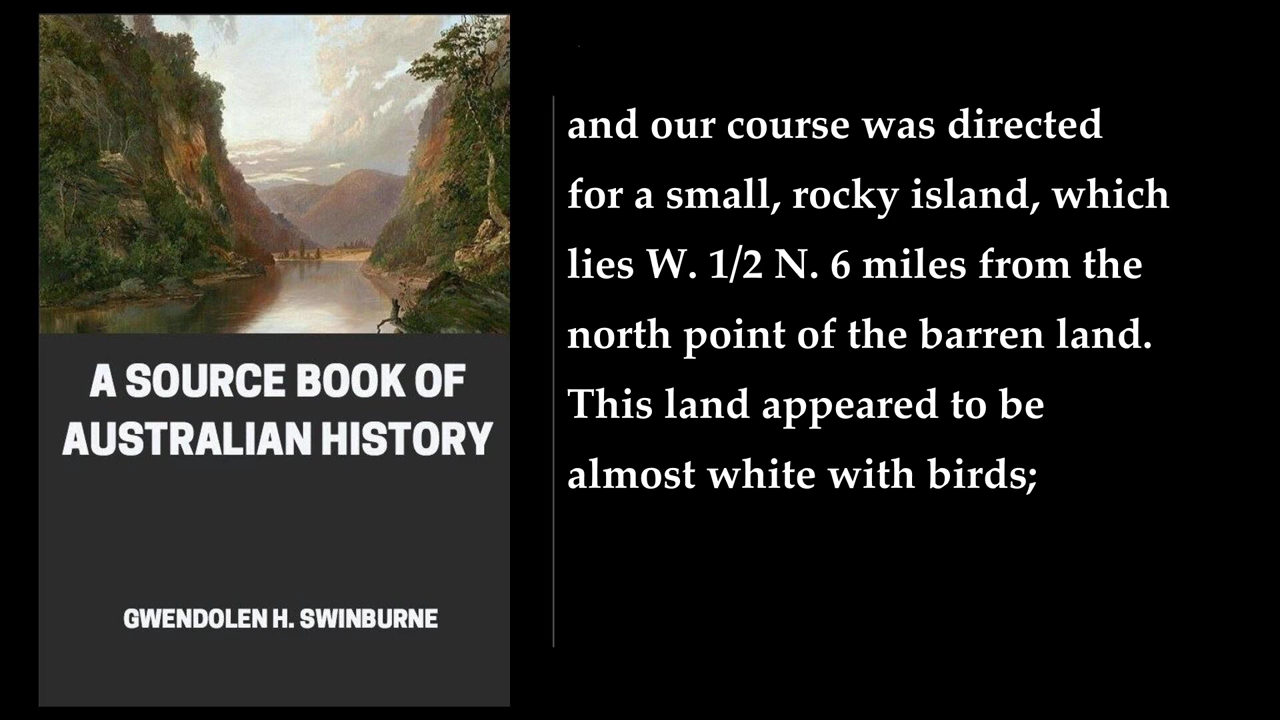 A SOURCE BOOK OF
AUSTRALIAN HISTORY
GWENDOLEN H. SWINBURNE
and our course was directed
for a small, rocky island, which
lies W. 1/2 N. 6 miles from the
north point of the barren land.
This land appeared to be
almost white with birds;